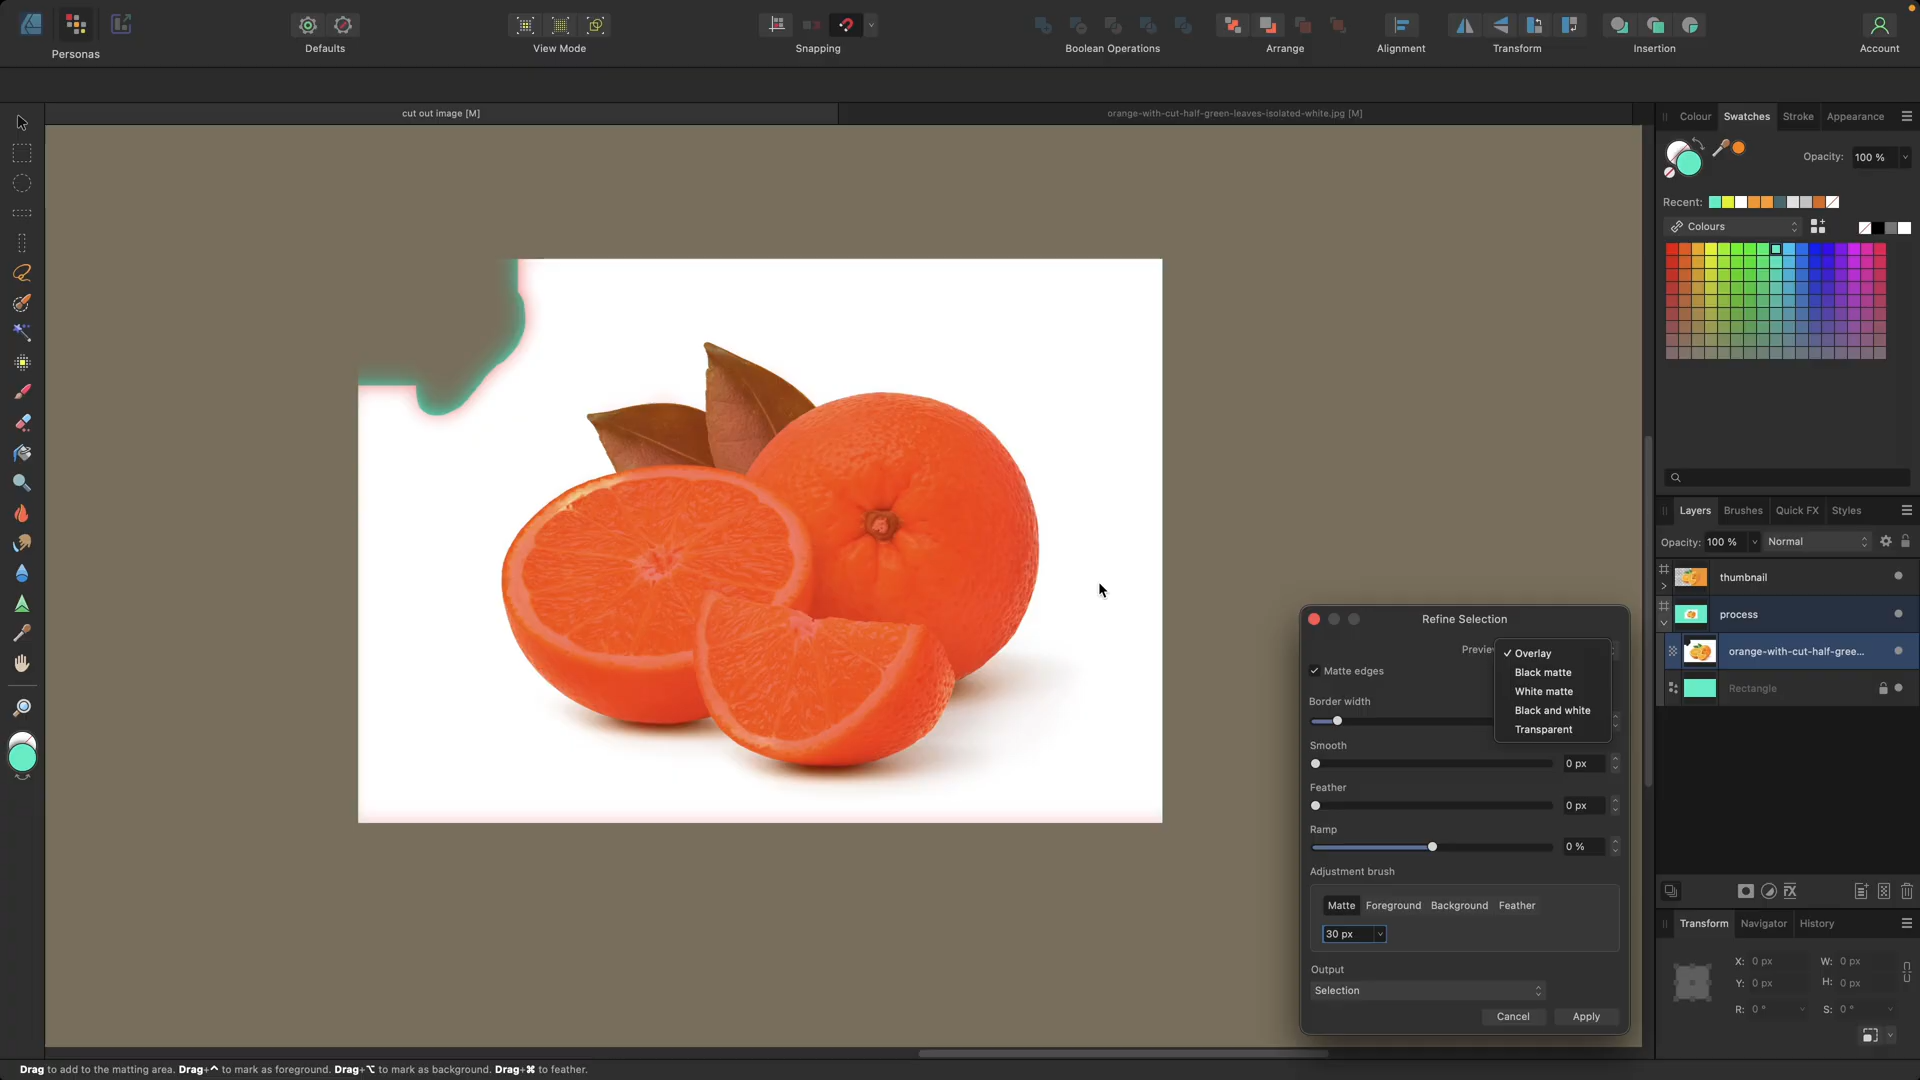 Personas
Defaults
View Mode
Snapping
Boolean Operations
Arrange
Alignment
Transform
Insertion
Account
cut out image [M]
orange-with-cut-half-green-leaves-isolated-white.jpg [M]
Colour Swatches Stroke Appearance
Opacity: 100 %
Recent:
Colours
Layers Brushes Quick FX Styles
Opacity: 100 % Normal
thumbnail
process
orange-with-cut-half-gree...
Rectangle
Refine Selection
Previe
Overlay
Black matte
White matte
Black and white
Transparent
Matte edges
Border width
Smooth
0 px
Feather
0 px
Ramp
0 %
Adjustment brush
Matte Foreground Background Feather
30 px
Output
Selection
Cancel Apply
FX
Transform Navigator History
X: 0 px W: 0 px
Y: 0 px H: 0 px
R: 0 ° S: 0 °
Drag to add to the matting area. Drag+⌃ to mark as foreground. Drag+⌥ to mark as background. Drag+⌘ to feather.